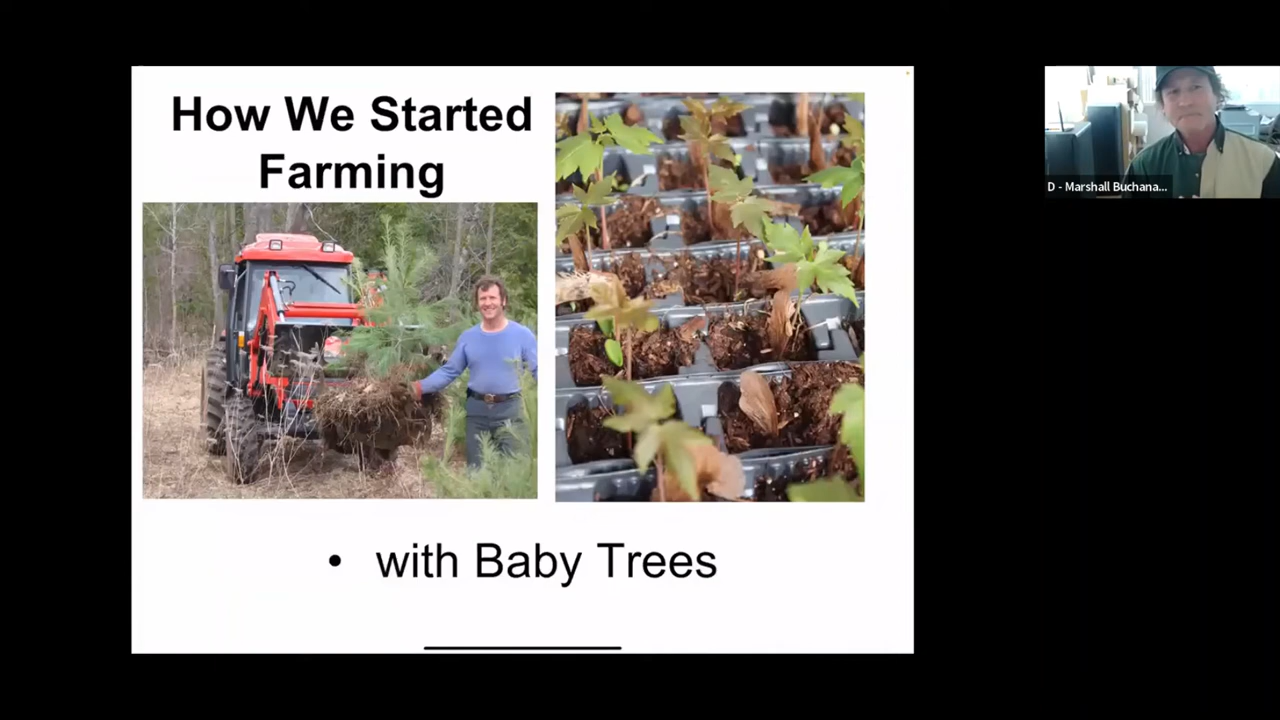 How We Started
Farming
• with Baby Trees
D - Marshall Buchana...